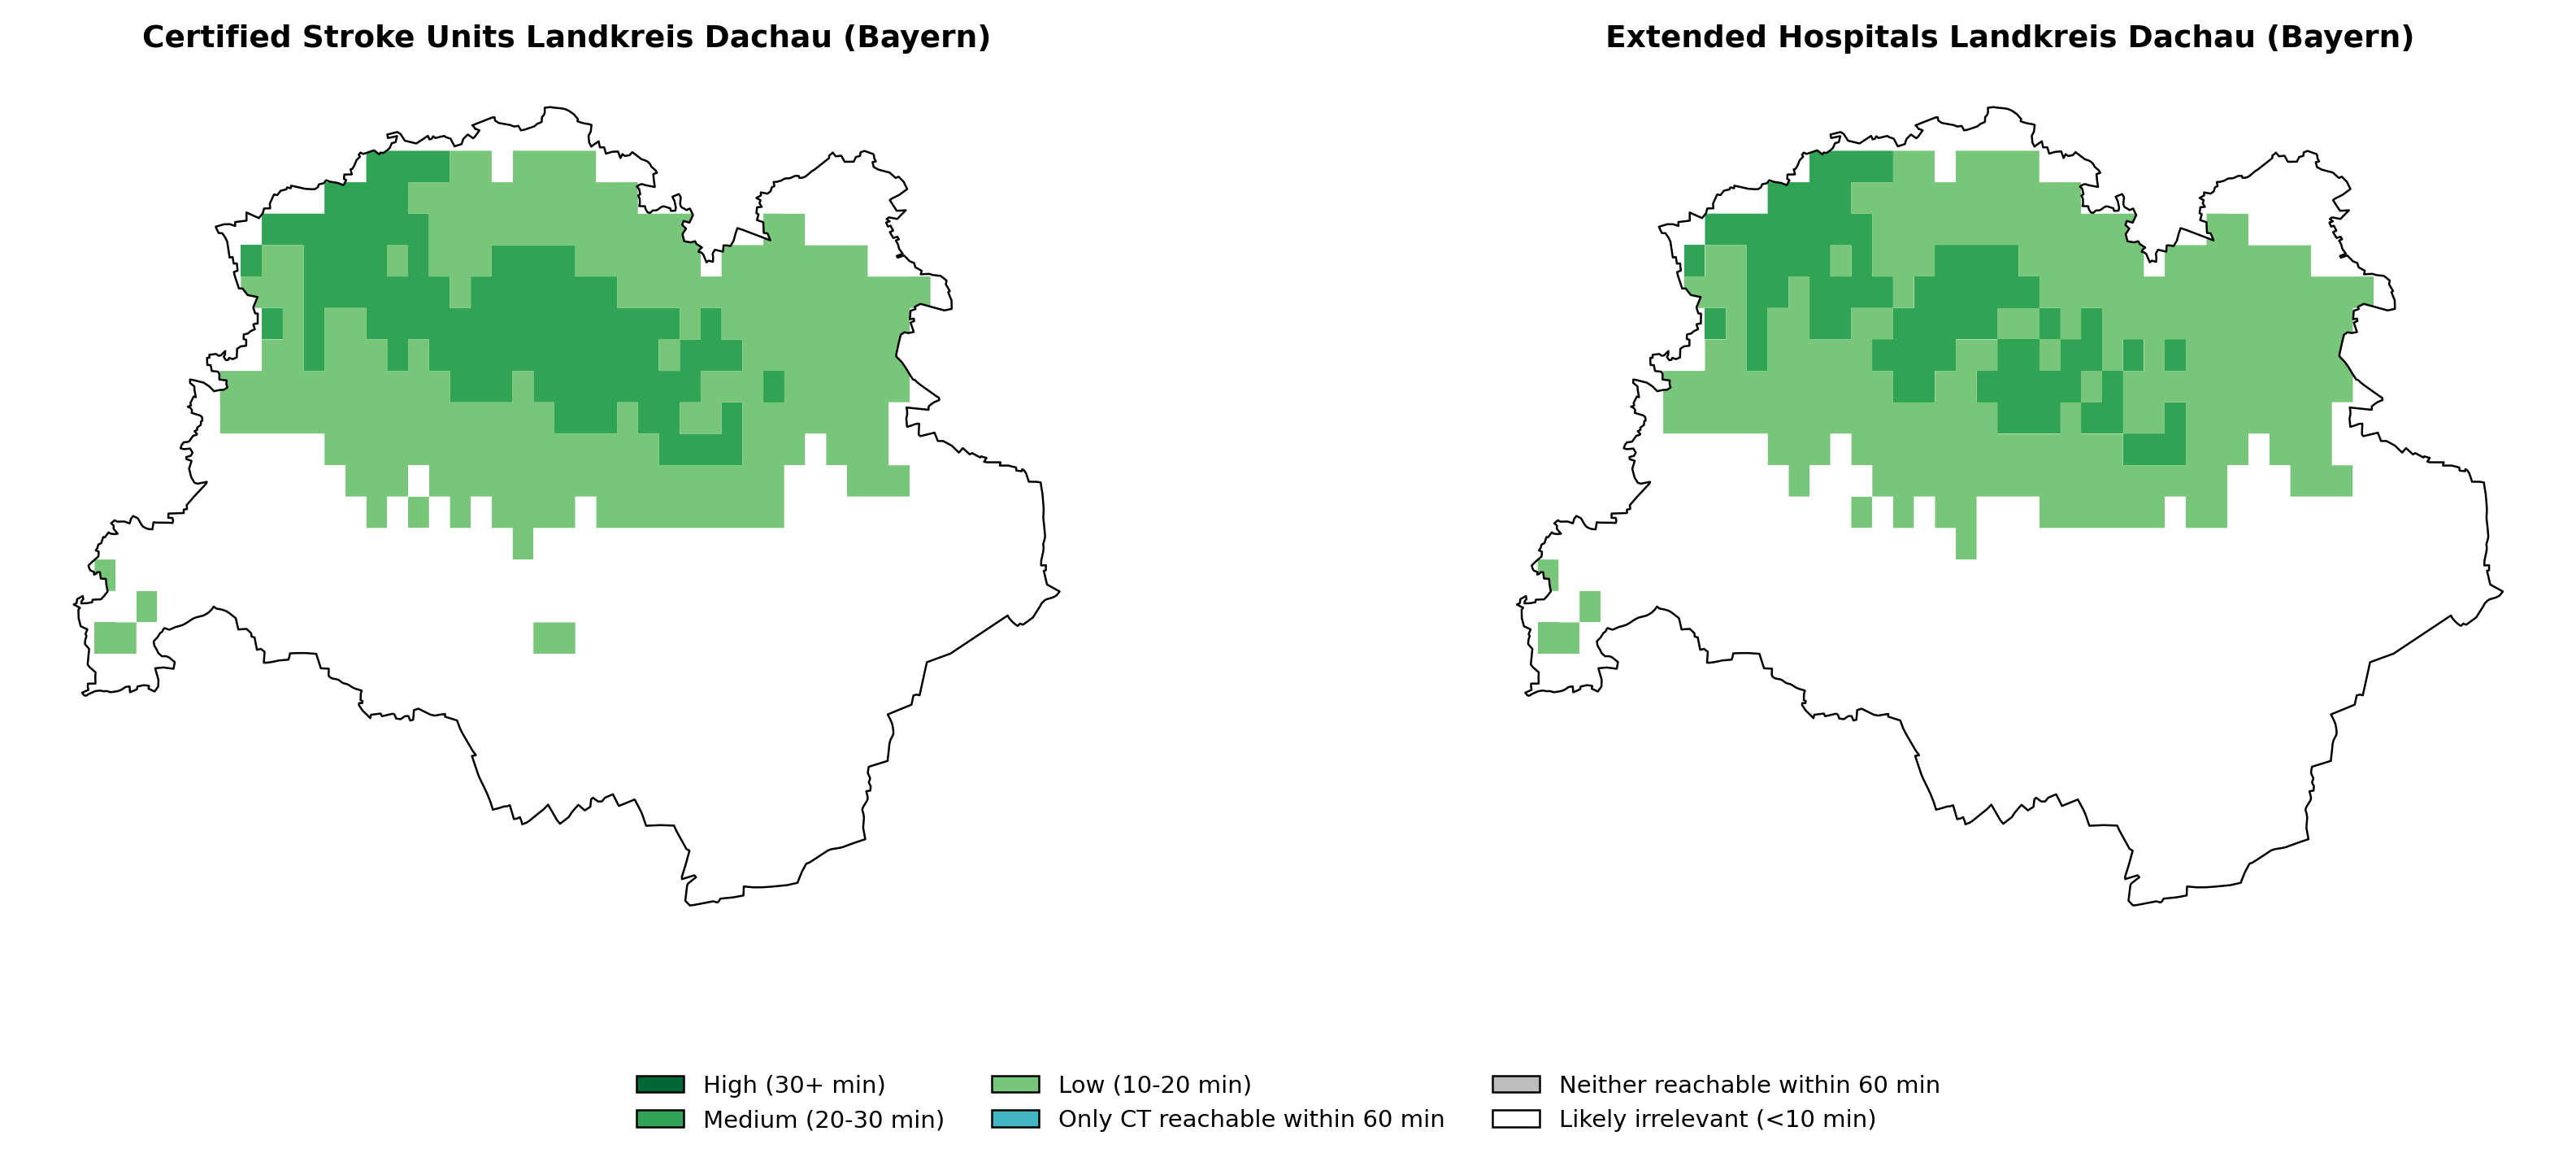 Certified Stroke Units Landkreis Dachau (Bayern)
Extended Hospitals Landkreis Dachau (Bayern)
High (30+ min)
Medium (20-30 min)
Low (10-20 min)
Only CT reachable within 60 min
Neither reachable within 60 min
Likely irrelevant (<10 min)